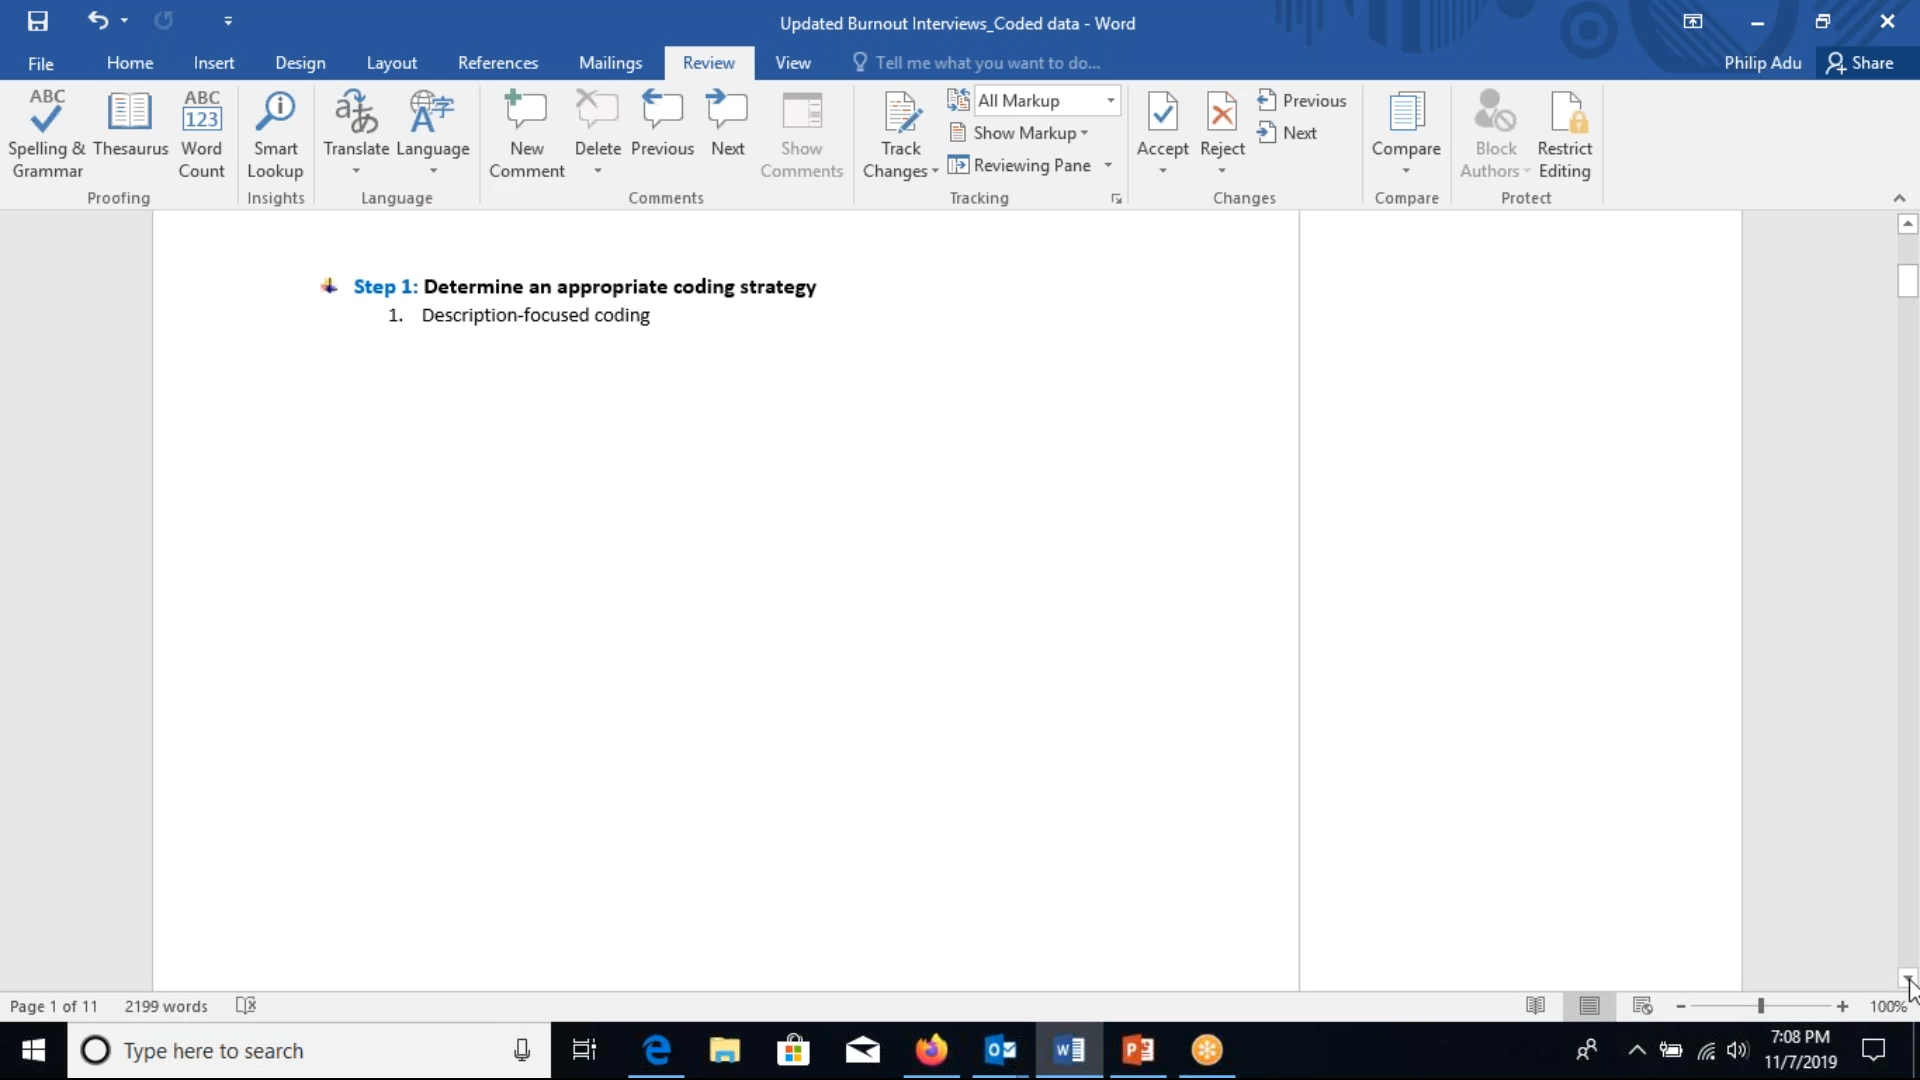 Updated Burnout Interviews_Coded data - Word
File Home Insert Design Layout References Mailings Review View Tell me what you want to do... Philip Adu Share
ABC Spelling & Grammar
Thesaurus
ABC 123 Word Count
Proofing
Smart Lookup
Insights
Translate
Language
Language
New Comment
Delete
Previous
Next
Show Comments
Comments
Track Changes
All Markup
Show Markup
Reviewing Pane
Tracking
Accept
Reject
Previous
Next
Changes
Compare
Compare
Block Authors
Restrict Editing
Protect
Step 1: Determine an appropriate coding strategy
1. Description-focused coding
Page 1 of 11 2199 words 100%
Type here to search
7:08 PM
11/7/2019